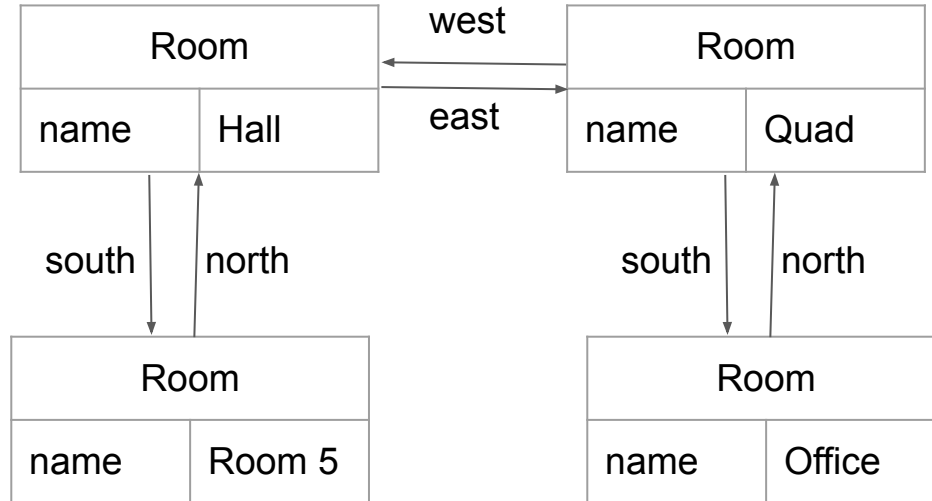 west
Room
Room
east
name Hall
name Quad
south north
south north
Room
Room
name Room 5
name Office